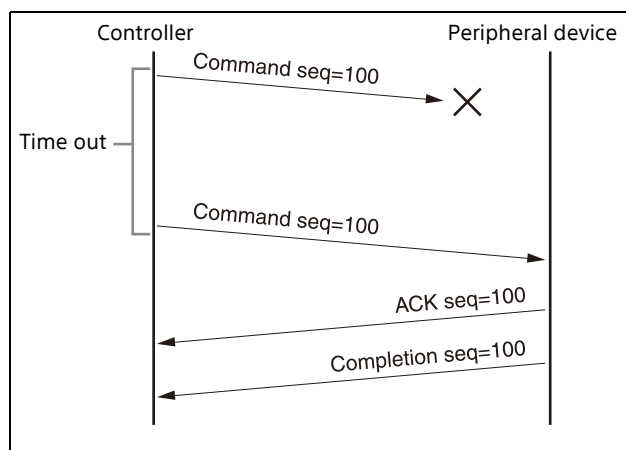 Controller
Peripheral device
Command seq=100
Time out
Command seq=100
ACK seq=100
Completion seq=100